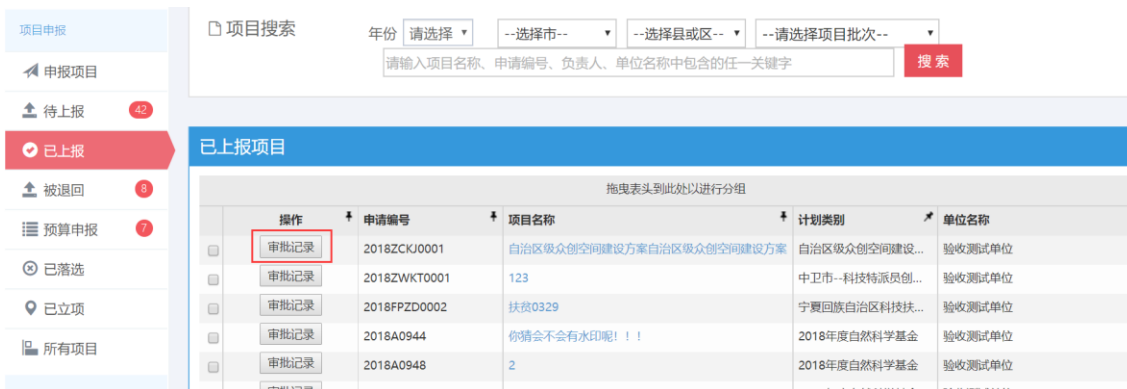 项目申报
申报项目
待上报 42
已上报
被退回 8
预算申报 7
已落选
已立项
所有项目
项目搜索 年份 请选择 --选择市-- --选择县或区-- --请选择项目批次--
请输入项目名称、申请编号、负责人、单位名称中包含的任一关键字 搜索
已上报项目
拖曳表头到此处以进行分组
操作 申请编号 项目名称 计划类别 单位名称
审批记录 2018ZCKJ0001 自治区级众创空间建设方案自治区级众创空间建设方案 自治区级众创空间建设... 验收测试单位
审批记录 2018ZWKT0001 123 中卫市--科技特派员创... 验收测试单位
审批记录 2018FPZD0002 扶贫0329 宁夏回族自治区科技扶... 验收测试单位
审批记录 2018A0944 你猜会不会有水印呢！！！ 2018年度自然科学基金 验收测试单位
审批记录 2018A0948 2 2018年度自然科学基金 验收测试单位